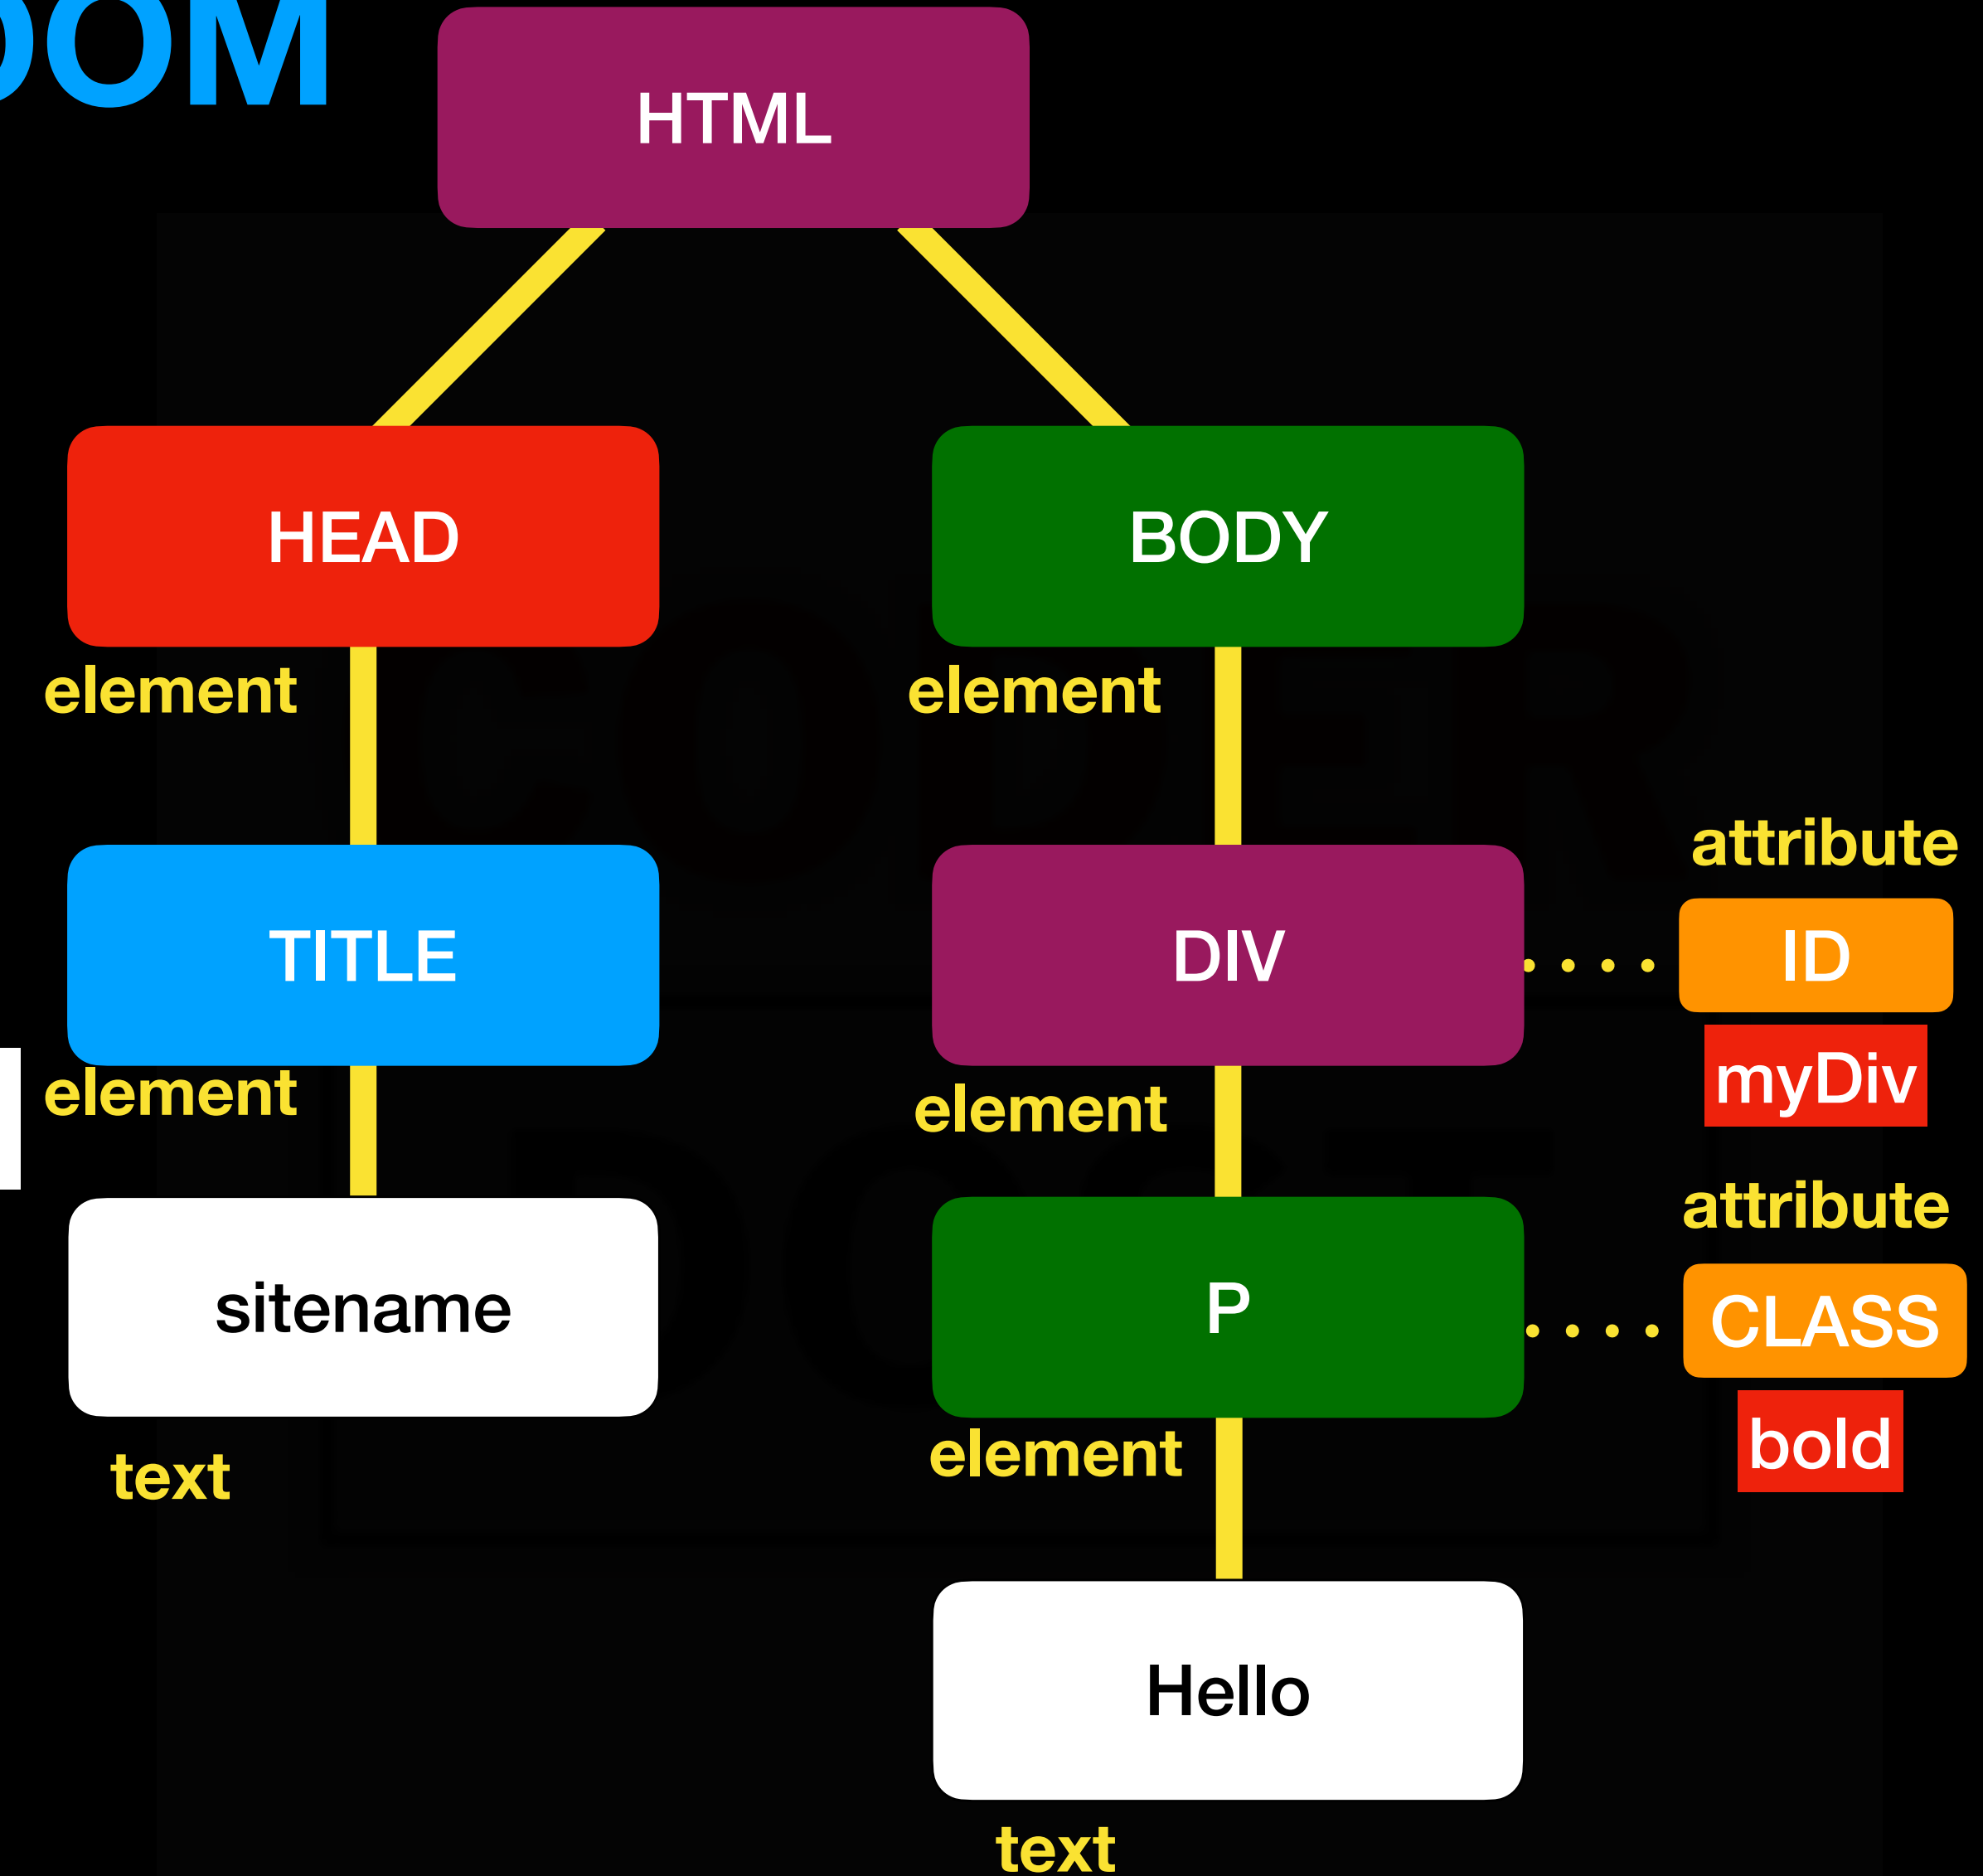 DOM
HTML
HEAD
BODY
element
element
TITLE
DIV
attribute
ID
myDiv
element
element
sitename
P
attribute
CLASS
bold
text
element
Hello
text